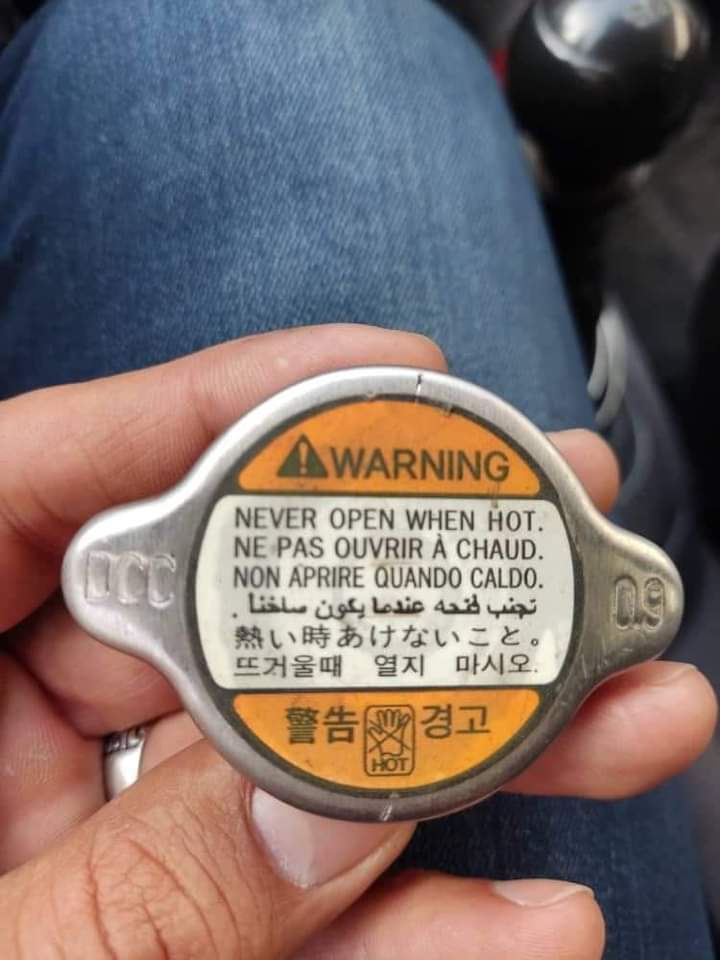 WARNING
NEVER OPEN WHEN HOT.
NE PAS OUVRIR À CHAUD.
NON APRIRE QUANDO CALDO.
تجنب فتحه عندما يكون ساخنا .
熱い時あけないこと。
뜨거울때 열지 마시오.
警告 경고
HOT
DCC
0.9